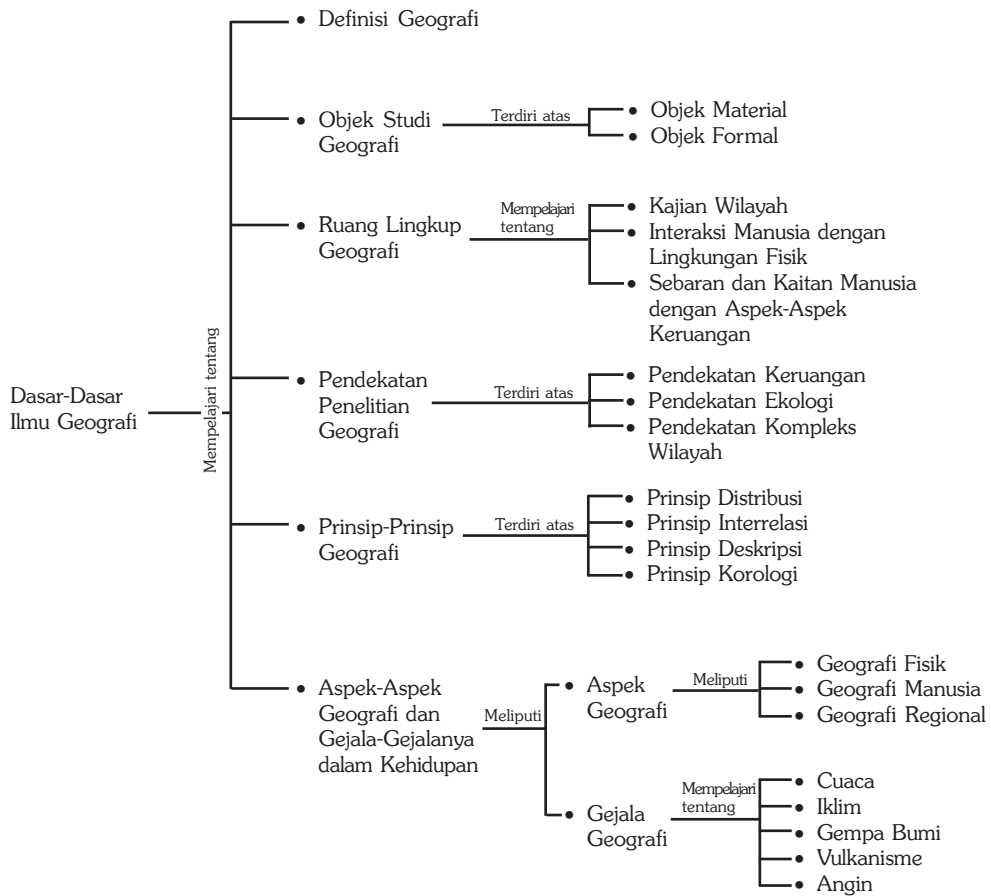 Dasar-Dasar
Ilmu Geografi
Mempelajari tentang
• Definisi Geografi
• Objek Studi
Geografi
Terdiri atas
• Objek Material
• Objek Formal
• Ruang Lingkup
Geografi
Mempelajari
tentang
• Kajian Wilayah
• Interaksi Manusia dengan
Lingkungan Fisik
• Sebaran dan Kaitan Manusia
dengan Aspek-Aspek
Keruangan
• Pendekatan
Penelitian
Geografi
Terdiri atas
• Pendekatan Keruangan
• Pendekatan Ekologi
• Pendekatan Kompleks
Wilayah
• Prinsip-Prinsip
Geografi
Terdiri atas
• Prinsip Distribusi
• Prinsip Interrelasi
• Prinsip Deskripsi
• Prinsip Korologi
• Aspek-Aspek
Geografi dan
Gejala-Gejalanya
dalam Kehidupan
Meliputi
• Aspek
Geografi
Meliputi
• Geografi Fisik
• Geografi Manusia
• Geografi Regional
• Gejala
Geografi
Mempelajari
tentang
• Cuaca
• Iklim
• Gempa Bumi
• Vulkanisme
• Angin